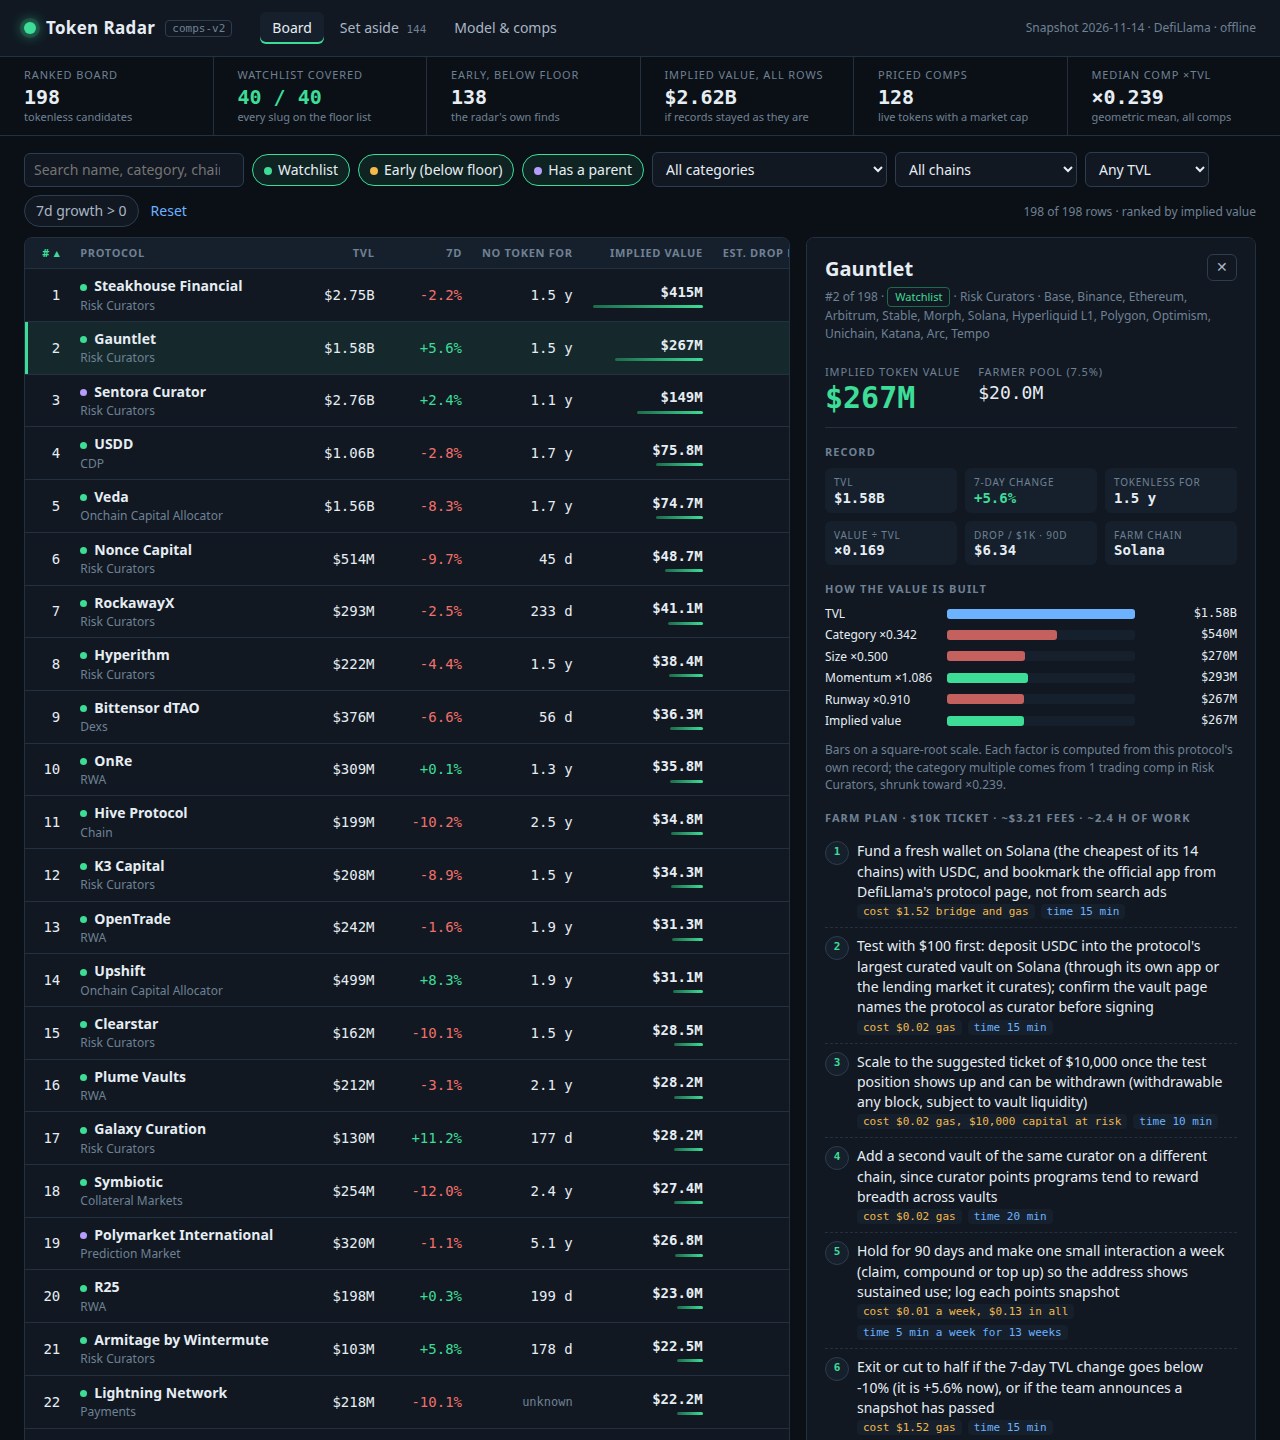 Token Radar comps-v2 Board Set aside 144 Model & comps Snapshot 2026-11-14 · DefiLlama · offline
RANKED BOARD
198
tokenless candidates
WATCHLIST COVERED
40 / 40
every slug on the floor list
EARLY, BELOW FLOOR
138
the radar's own finds
IMPLIED VALUE, ALL ROWS
$2.62B
if records stayed as they are
PRICED COMPS
128
live tokens with a market cap
MEDIAN COMP ×TVL
×0.239
geometric mean, all comps
Search name, category, chain Watchlist Early (below floor) Has a parent All categories All chains Any TVL
7d growth > 0 Reset 198 of 198 rows · ranked by implied value
# ▲ PROTOCOL TVL 7D NO TOKEN FOR IMPLIED VALUE EST. DROP
1 Steakhouse Financial $2.75B -2.2% 1.5 y $415M
Risk Curators
2 Gauntlet $1.58B +5.6% 1.5 y $267M
Risk Curators
3 Sentora Curator $2.76B +2.4% 1.1 y $149M
Risk Curators
4 USDD $1.06B -2.8% 1.7 y $75.8M
CDP
5 Veda $1.56B -8.3% 1.7 y $74.7M
Onchain Capital Allocator
6 Nonce Capital $514M -9.7% 45 d $48.7M
Risk Curators
7 RockawayX $293M -2.5% 233 d $41.1M
Risk Curators
8 Hyperithm $222M -4.4% 1.5 y $38.4M
Risk Curators
9 Bittensor dTAO $376M -6.6% 56 d $36.3M
Dexs
10 OnRe $309M +0.1% 1.3 y $35.8M
RWA
11 Hive Protocol $199M -10.2% 2.5 y $34.8M
Chain
12 K3 Capital $208M -8.9% 1.5 y $34.3M
Risk Curators
13 OpenTrade $242M -1.6% 1.9 y $31.3M
RWA
14 Upshift $499M +8.3% 1.9 y $31.1M
Onchain Capital Allocator
15 Clearstar $162M -10.1% 1.5 y $28.5M
Risk Curators
16 Plume Vaults $212M -3.1% 2.1 y $28.2M
RWA
17 Galaxy Curation $130M +11.2% 177 d $28.2M
Risk Curators
18 Symbiotic $254M -12.0% 2.4 y $27.4M
Collateral Markets
19 Polymarket International $320M -1.1% 5.1 y $26.8M
Prediction Market
20 R25 $198M +0.3% 199 d $23.0M
RWA
21 Armitage by Wintermute $103M +5.8% 178 d $22.5M
Risk Curators
22 Lightning Network $218M -10.1% unknown $22.2M
Payments
Gauntlet ✕
#2 of 198 · Watchlist · Risk Curators · Base, Binance, Ethereum,
Arbitrum, Stable, Morph, Solana, Hyperliquid L1, Polygon, Optimism,
Unichain, Katana, Arc, Tempo
IMPLIED TOKEN VALUE FARMER POOL (7.5%)
$267M $20.0M
RECORD
TVL 7-DAY CHANGE TOKENLESS FOR
$1.58B +5.6% 1.5 y
VALUE ÷ TVL DROP / $1K · 90D FARM CHAIN
×0.169 $6.34 Solana
HOW THE VALUE IS BUILT
TVL $1.58B
Category ×0.342 $540M
Size ×0.500 $270M
Momentum ×1.086 $293M
Runway ×0.910 $267M
Implied value $267M
Bars on a square-root scale. Each factor is computed from this protocol's
own record; the category multiple comes from 1 trading comp in Risk
Curators, shrunk toward ×0.239.
FARM PLAN · $10K TICKET · ~$3.21 FEES · ~2.4 H OF WORK
1 Fund a fresh wallet on Solana (the cheapest of its 14
chains) with USDC, and bookmark the official app from
DefiLlama's protocol page, not from search ads
cost $1.52 bridge and gas time 15 min
2 Test with $100 first: deposit USDC into the protocol's
largest curated vault on Solana (through its own app or
the lending market it curates); confirm the vault page
names the protocol as curator before signing
cost $0.02 gas time 15 min
3 Scale to the suggested ticket of $10,000 once the test
position shows up and can be withdrawn (withdrawable
any block, subject to vault liquidity)
cost $0.02 gas, $10,000 capital at risk time 10 min
4 Add a second vault of the same curator on a different
chain, since curator points programs tend to reward
breadth across vaults
cost $0.02 gas time 20 min
5 Hold for 90 days and make one small interaction a week
(claim, compound or top up) so the address shows
sustained use; log each points snapshot
cost $0.01 a week, $0.13 in all
time 5 min a week for 13 weeks
6 Exit or cut to half if the 7-day TVL change goes below
-10% (it is +5.6% now), or if the team announces a
snapshot has passed
cost $1.52 gas time 15 min